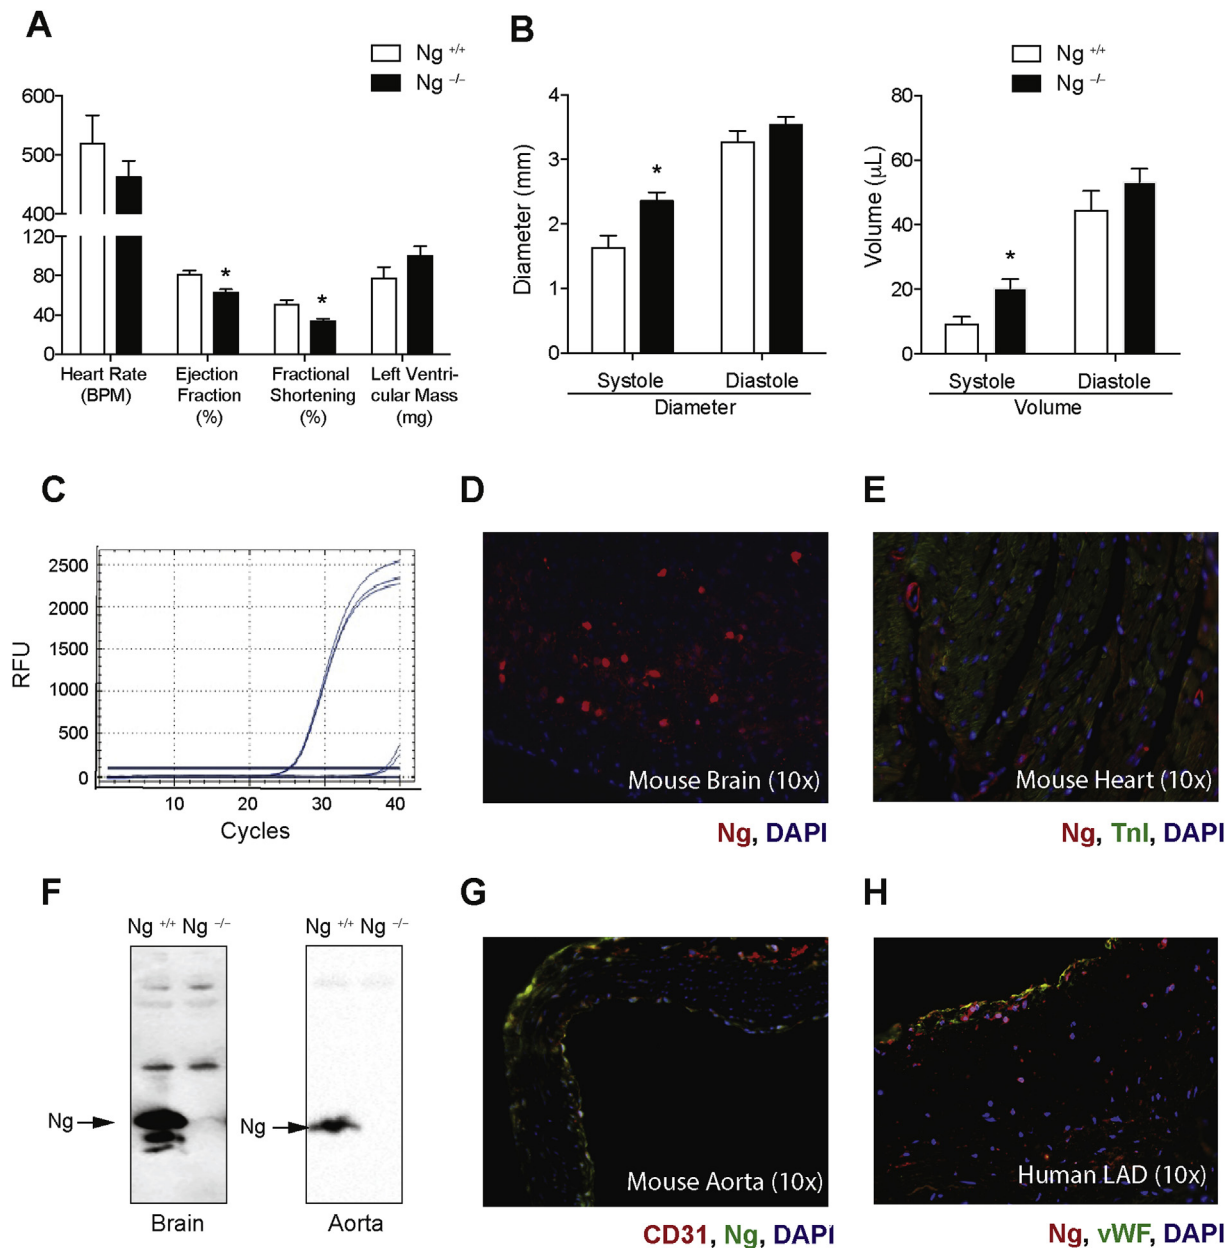 A
Ng +/+
Ng –/–
600
500
400
120
80
40
0
*
*
Heart Rate (BPM)
Ejection Fraction (%)
Fractional Shortening (%)
Left Ventri- cular Mass (mg)
B
Ng +/+
Ng –/–
Diameter (mm)
4
3
2
1
0
*
Systole Diastole
Diameter
Volume (µL)
80
60
40
20
0
*
Systole Diastole
Volume
C
RFU
2500
2000
1500
1000
500
0
10 20 30 40
Cycles
D
Mouse Brain (10x)
Ng, DAPI
E
Mouse Heart (10x)
Ng, TnI, DAPI
F
Ng +/+ Ng –/–
Ng
Brain
Ng +/+ Ng –/–
Ng
Aorta
G
Mouse Aorta (10x)
CD31, Ng, DAPI
H
Human LAD (10x)
Ng, vWF, DAPI